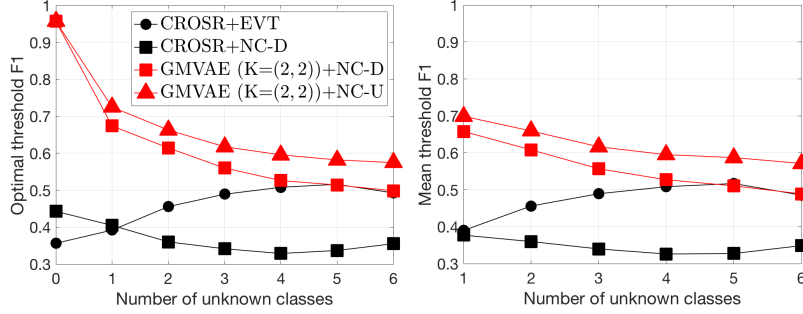 1
0.9
0.8
0.7
0.6
0.5
0.4
0.3
Optimal threshold F1
0 1 2 3 4 5 6
Number of unknown classes
CROSR+EVT
CROSR+NC-D
GMVAE (K=(2, 2))+NC-D
GMVAE (K=(2, 2))+NC-U
1
0.9
0.8
0.7
0.6
0.5
0.4
0.3
Mean threshold F1
1 2 3 4 5 6
Number of unknown classes